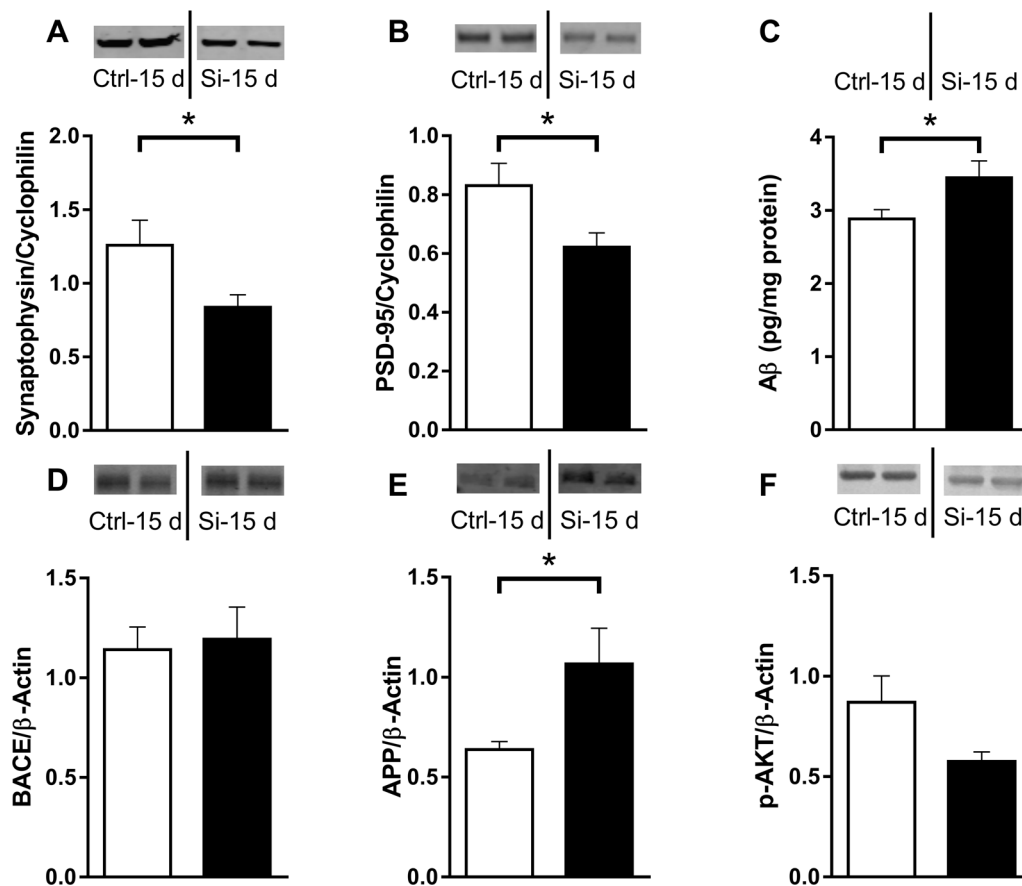 A
Ctrl-15 d
Si-15 d
*
2.0
1.5
1.0
0.5
0.0
Synaptophysin/Cyclophilin
B
Ctrl-15 d
Si-15 d
*
1.0
0.8
0.6
0.4
0.2
0.0
PSD-95/Cyclophilin
C
Ctrl-15 d
Si-15 d
*
4
3
2
1
0
Aβ (pg/mg protein)
D
Ctrl-15 d
Si-15 d
1.5
1.0
0.5
0.0
BACE/β-Actin
E
Ctrl-15 d
Si-15 d
*
1.5
1.0
0.5
0.0
APP/β-Actin
F
Ctrl-15 d
Si-15 d
1.5
1.0
0.5
0.0
p-AKT/β-Actin